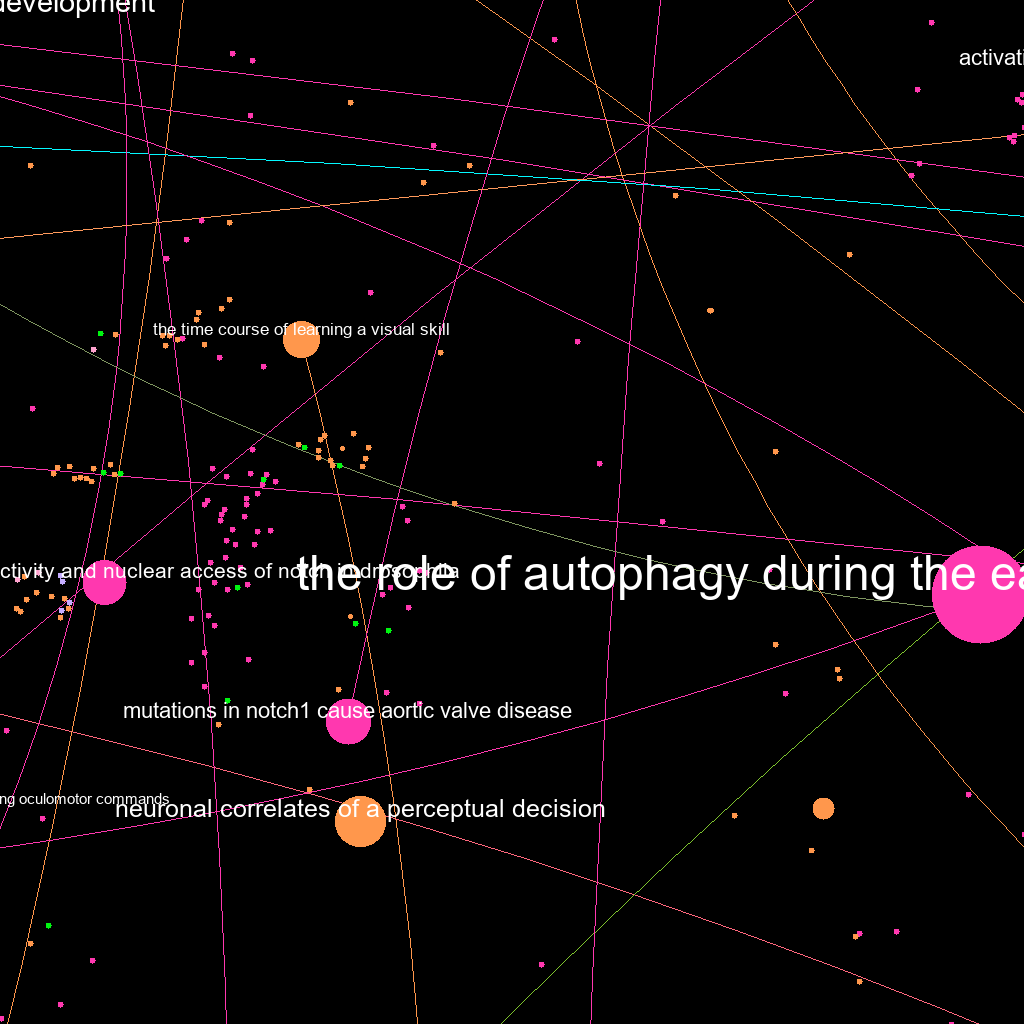 development
activati
the time course of learning a visual skill
ctivity and nuclear access of notch in drosophila
the role of autophagy during the ea
mutations in notch1 cause aortic valve disease
ng oculomotor commands
neuronal correlates of a perceptual decision